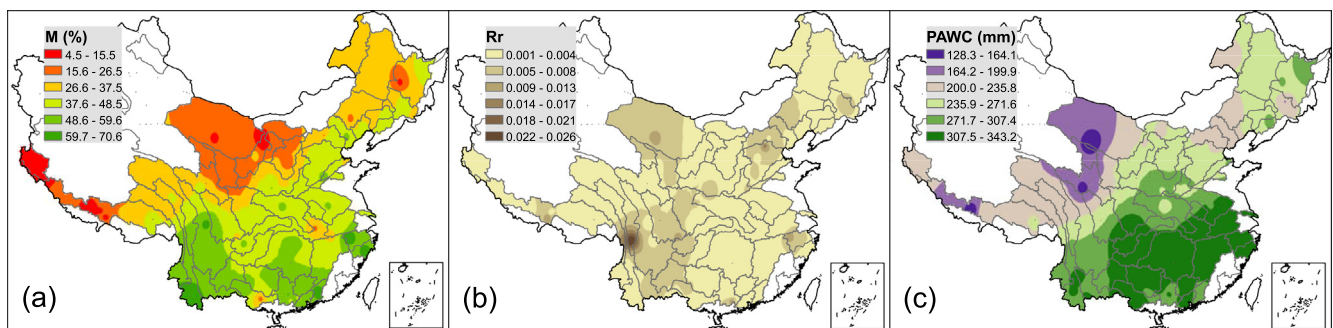 M (%)
4.5 - 15.5
15.6 - 26.5
26.6 - 37.5
37.6 - 48.5
48.6 - 59.6
59.7 - 70.6
(a)
Rr
0.001 - 0.004
0.005 - 0.008
0.009 - 0.013
0.014 - 0.017
0.018 - 0.021
0.022 - 0.026
(b)
PAWC (mm)
128.3 - 164.1
164.2 - 199.9
200.0 - 235.8
235.9 - 271.6
271.7 - 307.4
307.5 - 343.2
(c)